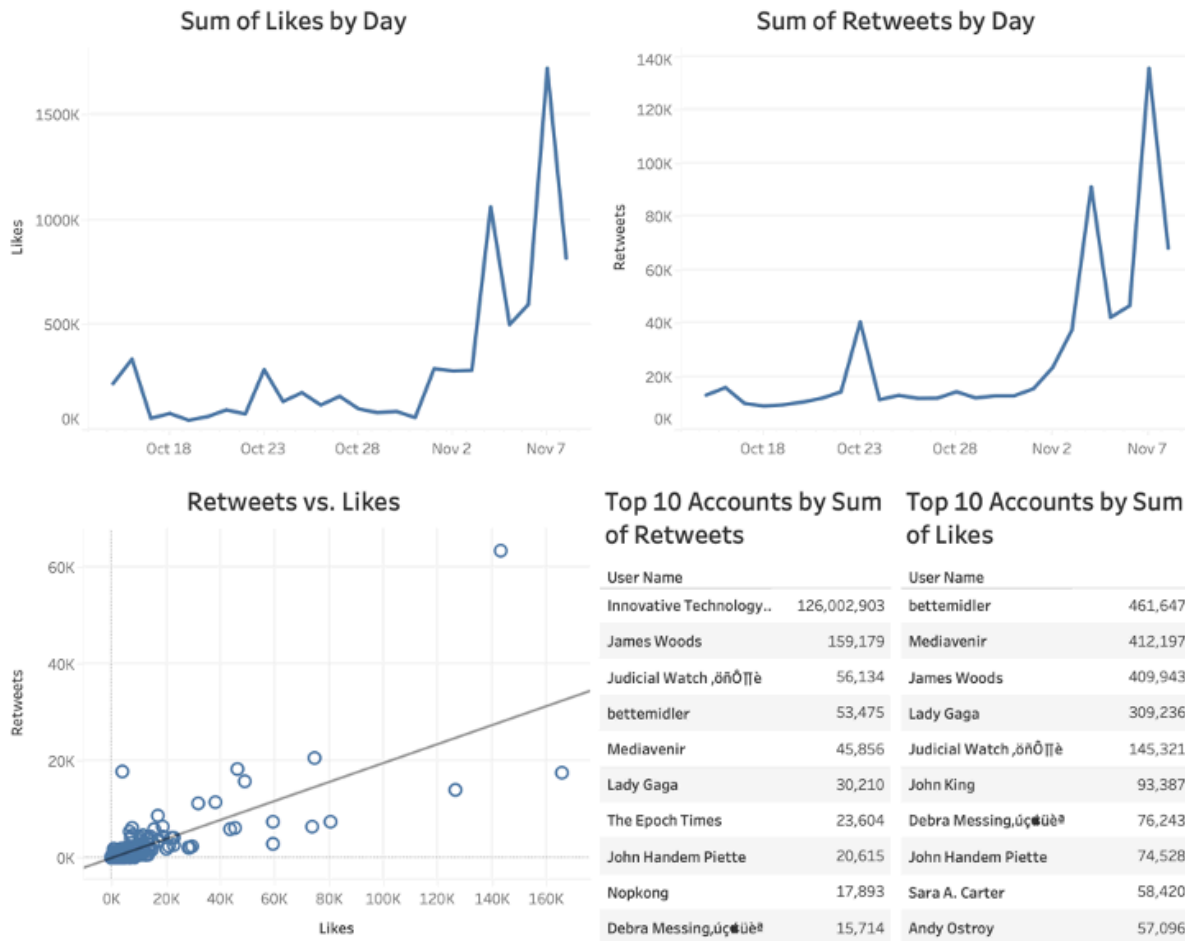 Sum of Likes by Day
1500K
1000K
500K
0K
Likes
Oct 18 Oct 23 Oct 28 Nov 2 Nov 7
Sum of Retweets by Day
140K
120K
100K
80K
60K
40K
20K
0K
Retweets
Oct 18 Oct 23 Oct 28 Nov 2 Nov 7
Retweets vs. Likes
60K
40K
20K
0K
Retweets
0K 20K 40K 60K 80K 100K 120K 140K 160K
Likes
Top 10 Accounts by Sum
of Retweets
User Name
Innovative Technology.. 126,002,903
James Woods 159,179
Judicial Watch 56,134
bettemidler 53,475
Mediavenir 45,856
Lady Gaga 30,210
The Epoch Times 23,604
John Handem Piette 20,615
Nopkong 17,893
Debra Messing 15,714
Top 10 Accounts by Sum
of Likes
User Name
bettemidler 461,647
Mediavenir 412,197
James Woods 409,943
Lady Gaga 309,236
Judicial Watch 145,321
John King 93,387
Debra Messing 76,243
John Handem Piette 74,528
Sara A. Carter 58,420
Andy Ostroy 57,096